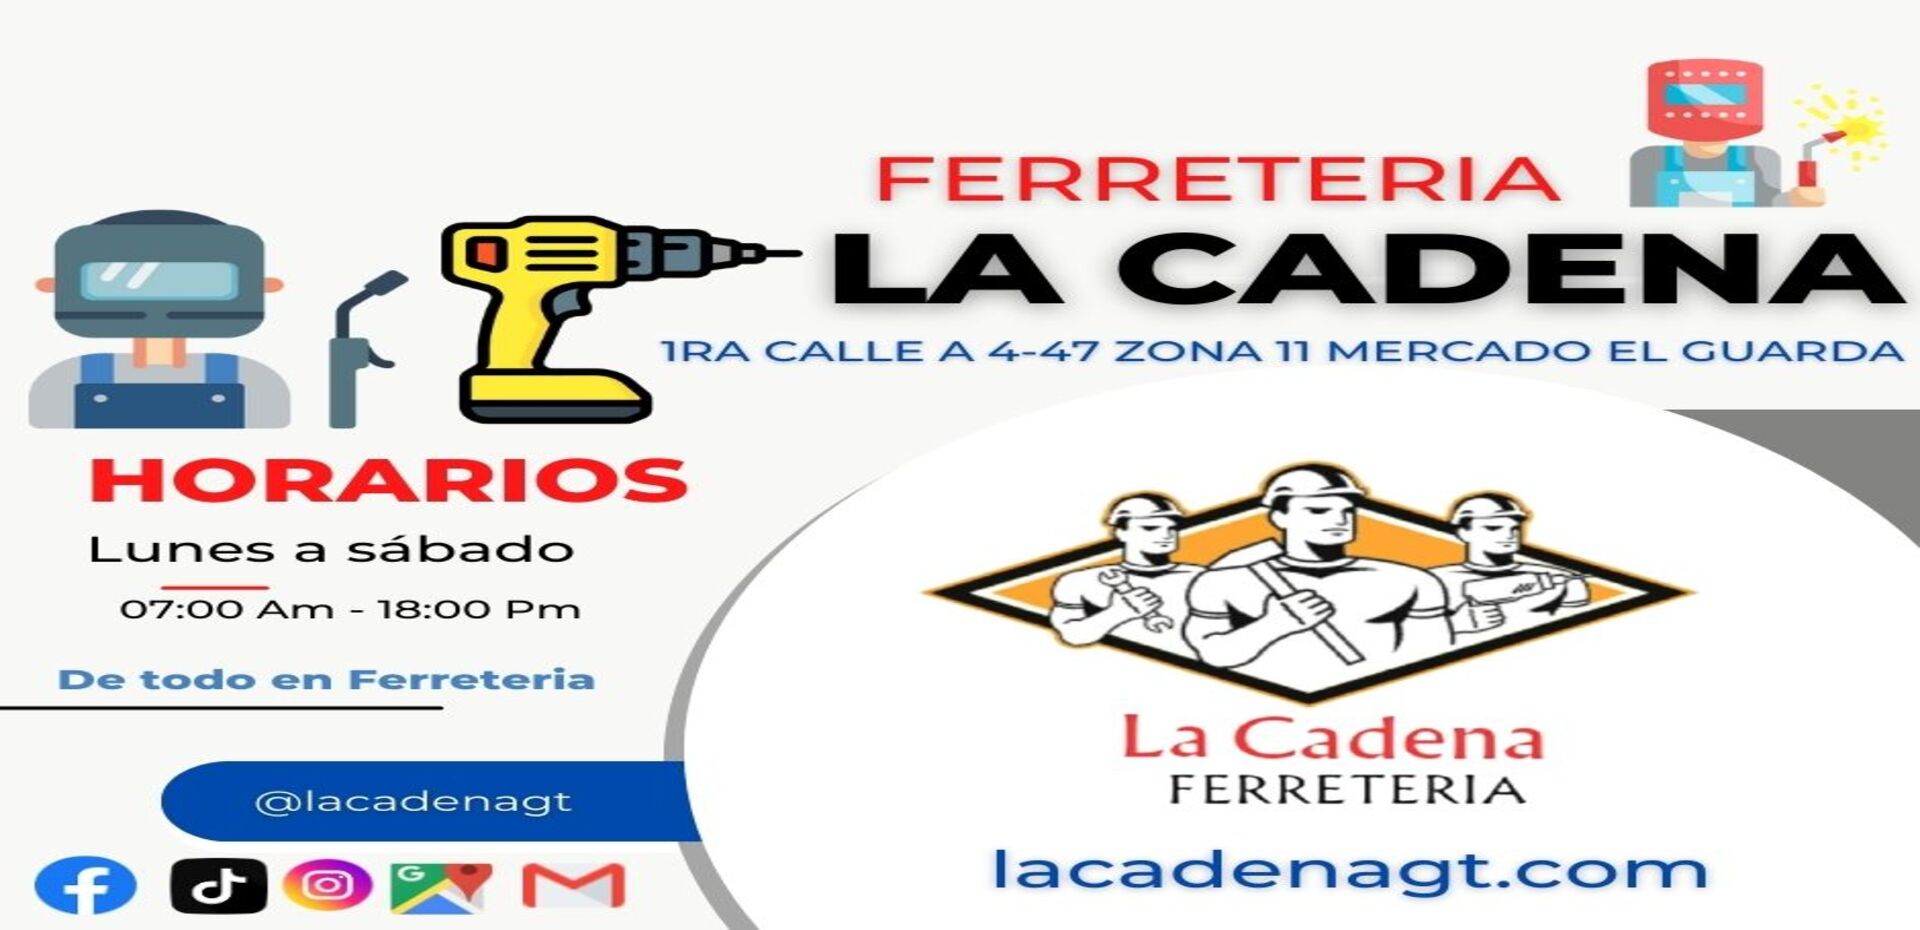 FERRETERIA
LA CADENA
1RA CALLE A 4-47 ZONA 11 MERCADO EL GUARDA
HORARIOS
Lunes a sábado
07:00 Am - 18:00 Pm
De todo en Ferreteria
@lacadenagt
G
La Cadena
FERRETERIA
lacadenagt.com